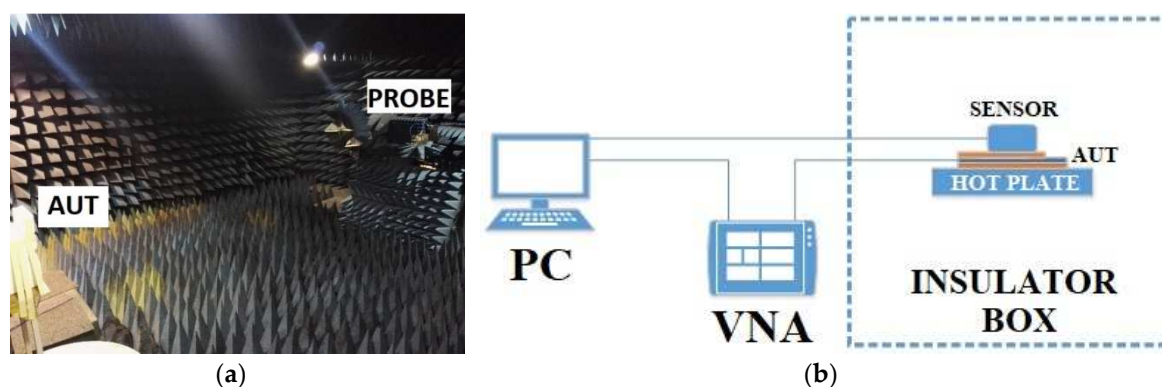 AUT
PROBE
(a)
SENSOR
AUT
HOT PLATE
PC
VNA
INSULATOR
BOX
(b)